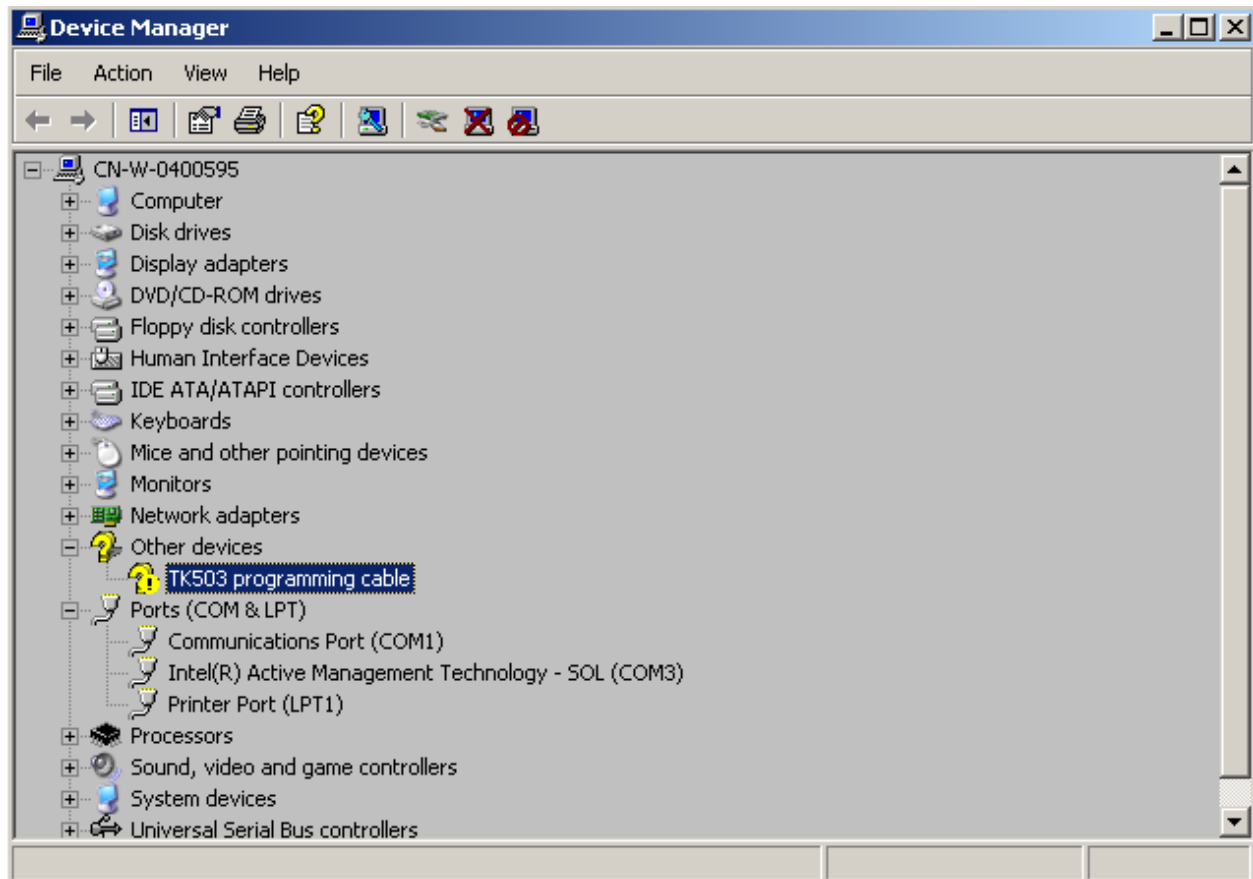 Device Manager
File Action View Help
CN-W-0400595
Computer
Disk drives
Display adapters
DVD/CD-ROM drives
Floppy disk controllers
Human Interface Devices
IDE ATA/ATAPI controllers
Keyboards
Mice and other pointing devices
Monitors
Network adapters
Other devices
TK503 programming cable
Ports (COM & LPT)
Communications Port (COM1)
Intel(R) Active Management Technology - SOL (COM3)
Printer Port (LPT1)
Processors
Sound, video and game controllers
System devices
Universal Serial Bus controllers